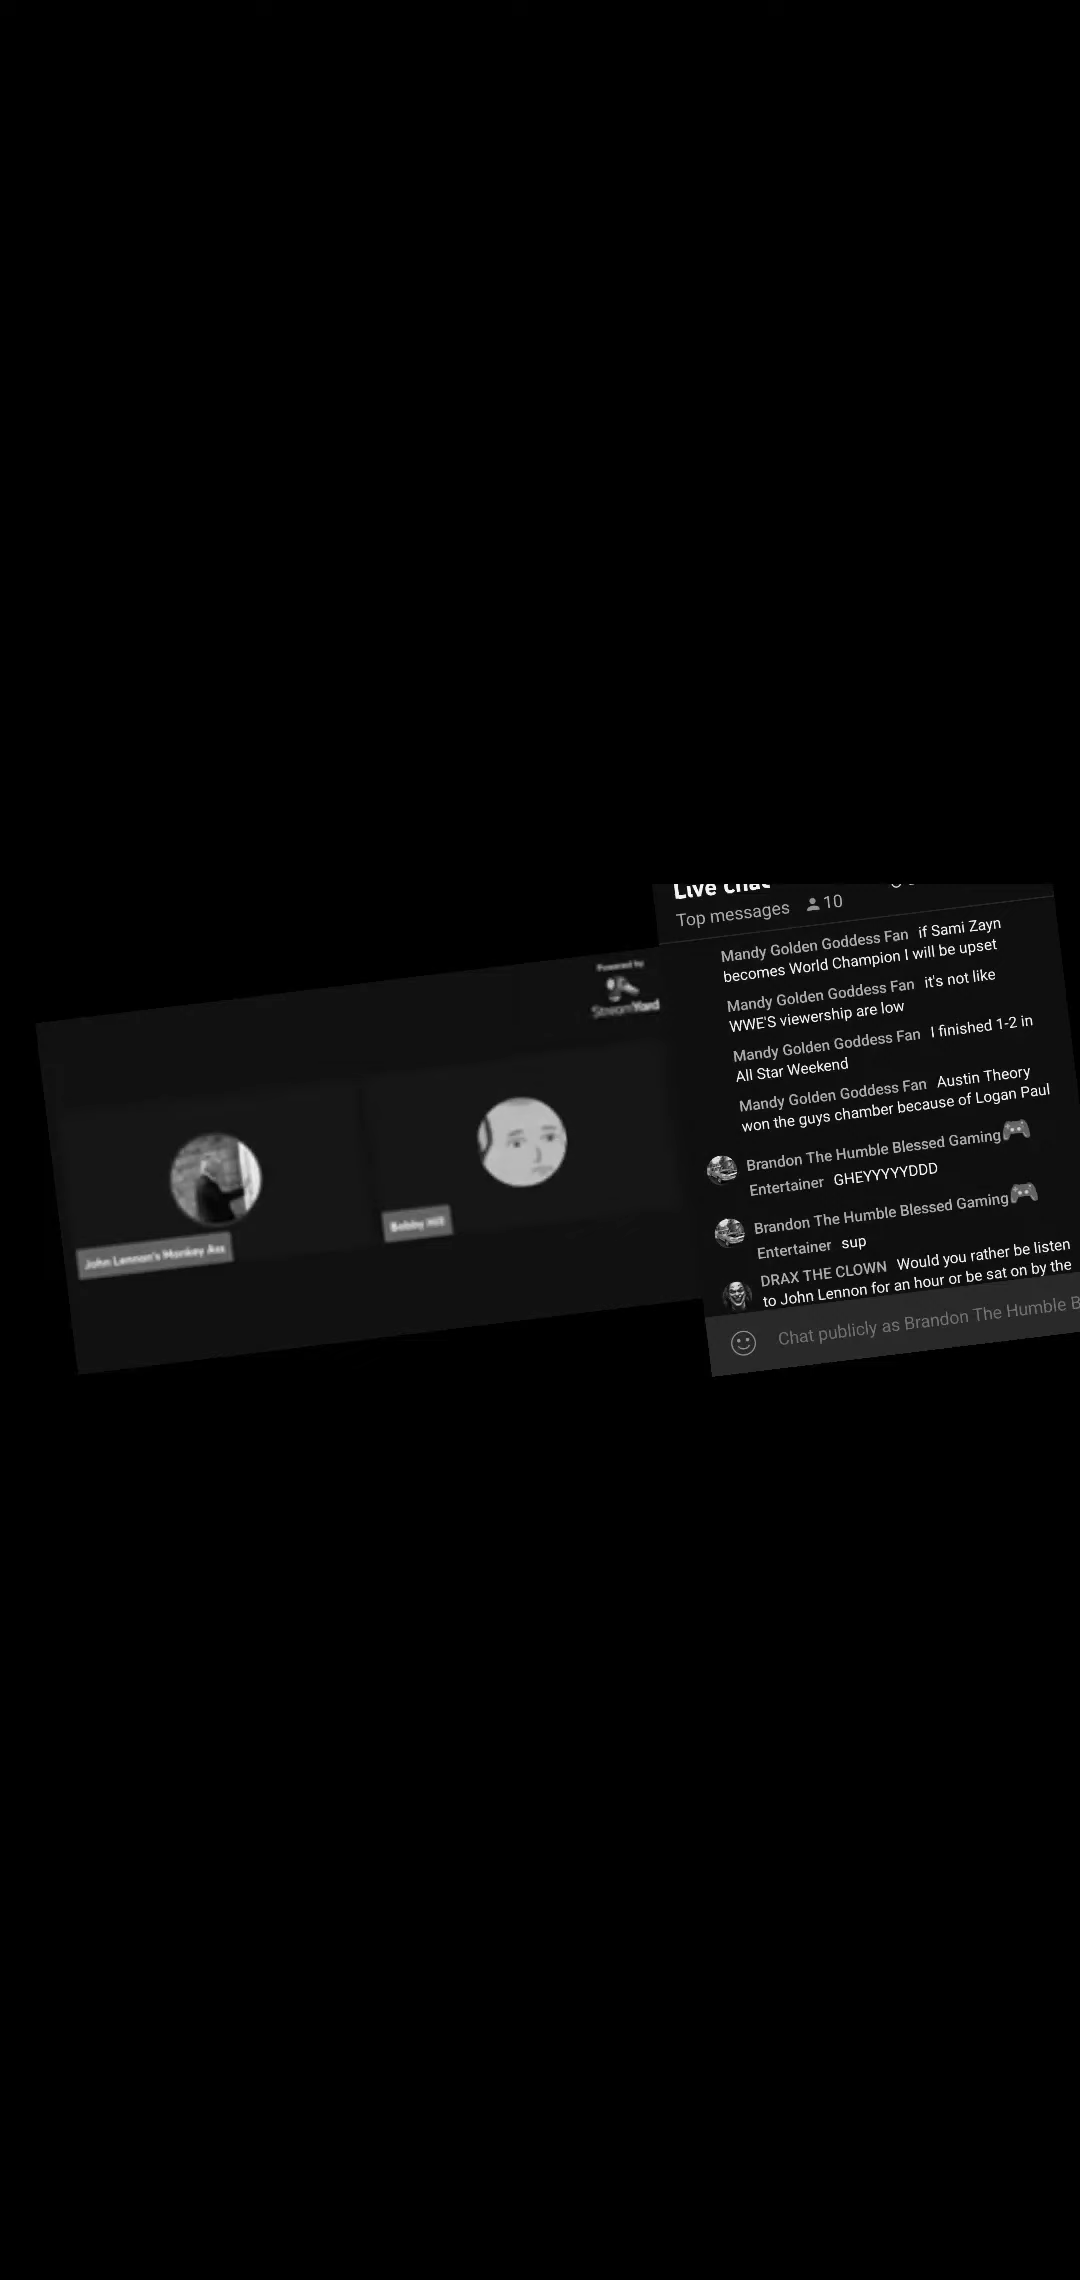 Live chat
Top messages 10
Mandy Golden Goddess Fan if Sami Zayn
becomes World Champion I will be upset
Mandy Golden Goddess Fan it's not like
WWE'S viewership are low
Mandy Golden Goddess Fan I finished 1-2 in
All Star Weekend
Mandy Golden Goddess Fan Austin Theory
won the guys chamber because of Logan Paul
Brandon The Humble Blessed Gaming🎮
Entertainer GHEYYYYYDDD
Brandon The Humble Blessed Gaming🎮
Entertainer sup
DRAX THE CLOWN Would you rather be listen
to John Lennon for an hour or be sat on by the
Chat publicly as Brandon The Humble B
Powered by
StreamYard
John Lennon's Monkey Ass
Bobby Hill